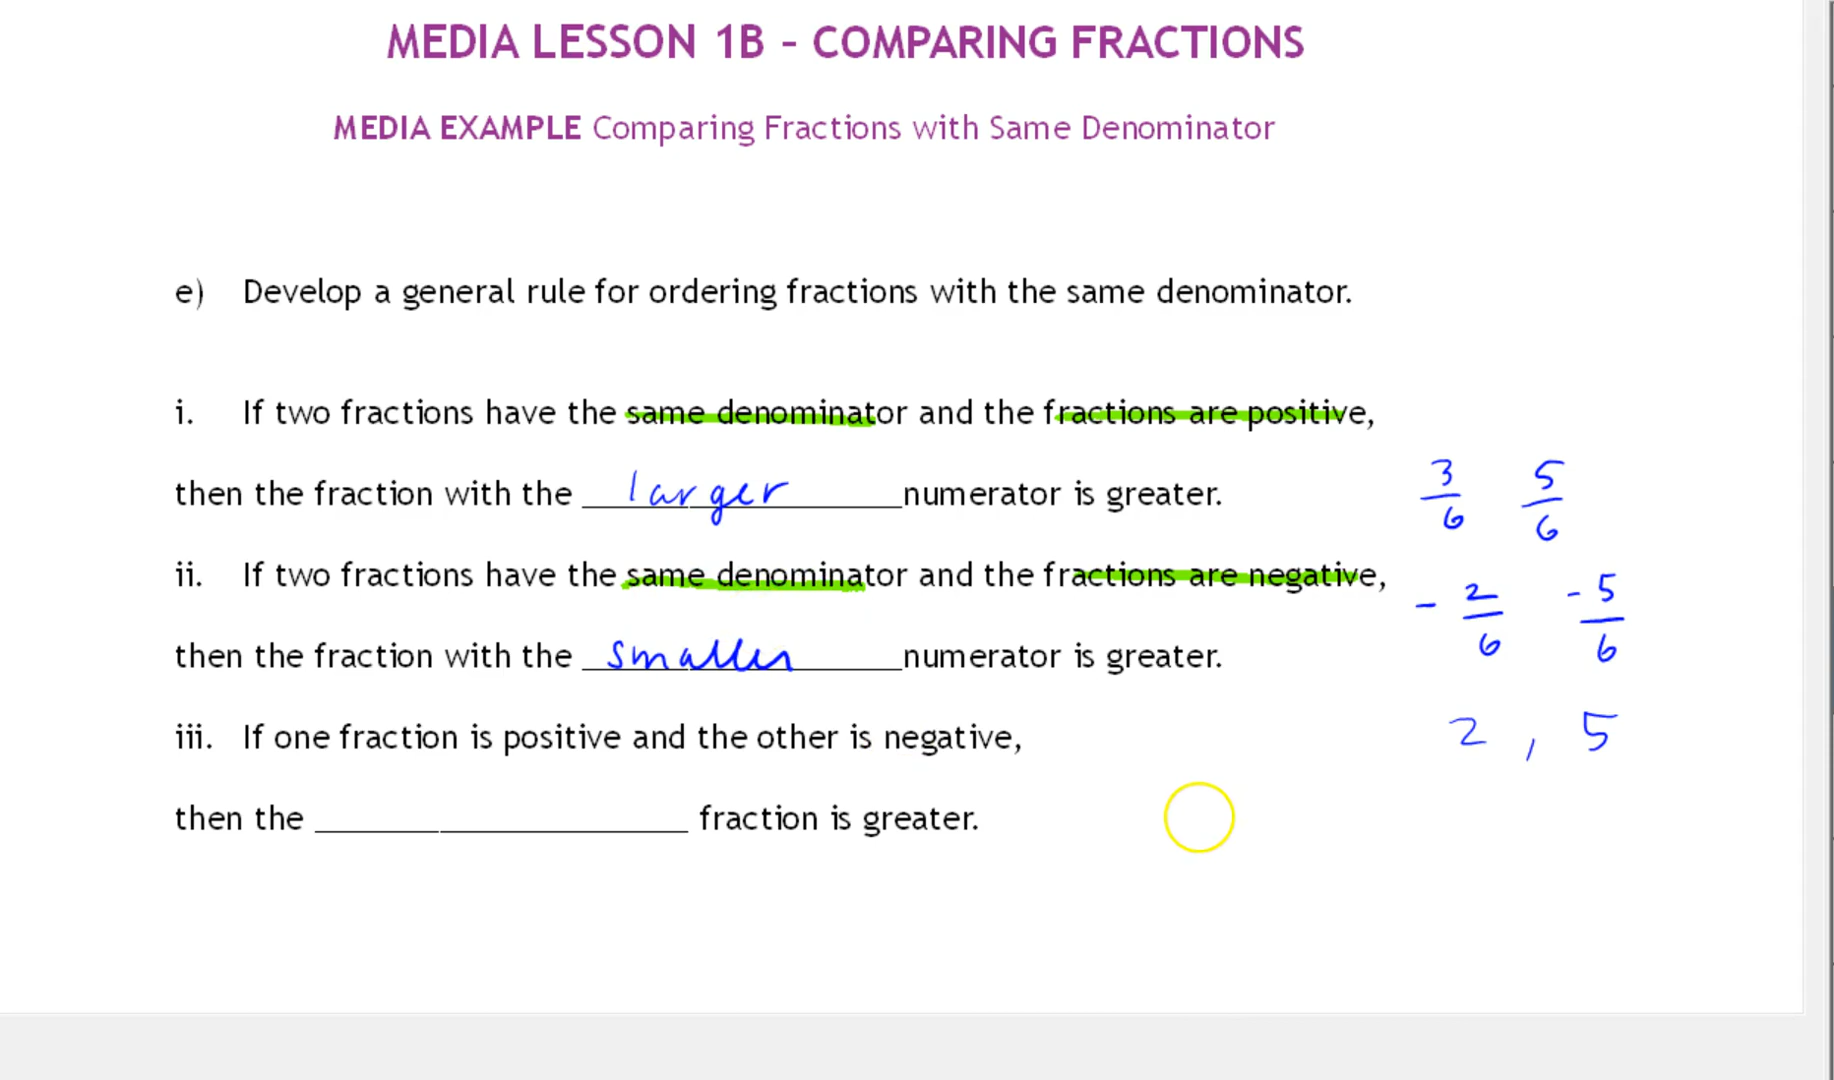 MEDIA LESSON 1B – COMPARING FRACTIONS
MEDIA EXAMPLE Comparing Fractions with Same Denominator
e) Develop a general rule for ordering fractions with the same denominator.
i. If two fractions have the same denominator and the fractions are positive,
then the fraction with the larger numerator is greater.
3/6 5/6
ii. If two fractions have the same denominator and the fractions are negative,
then the fraction with the smaller numerator is greater.
- 2/6 - 5/6
iii. If one fraction is positive and the other is negative,
2 , 5
then the ____________________ fraction is greater.